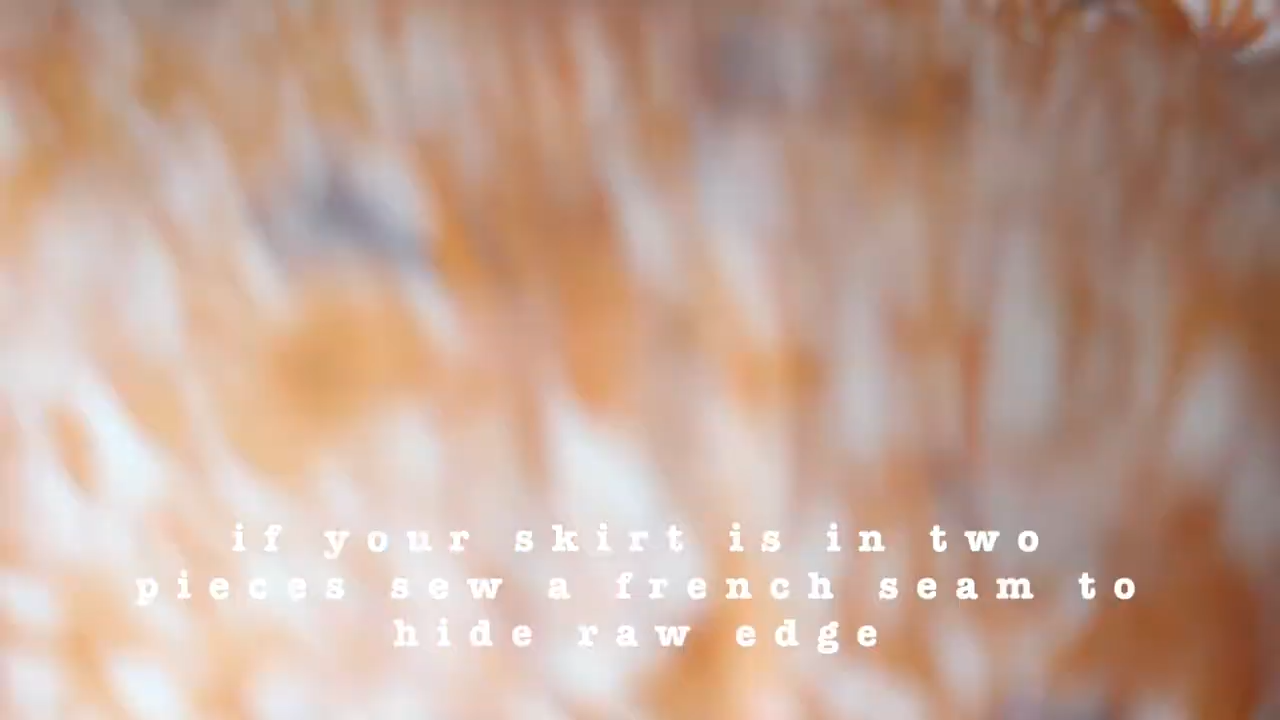 if your skirt is in two
pieces sew a french seam to
hide raw edge